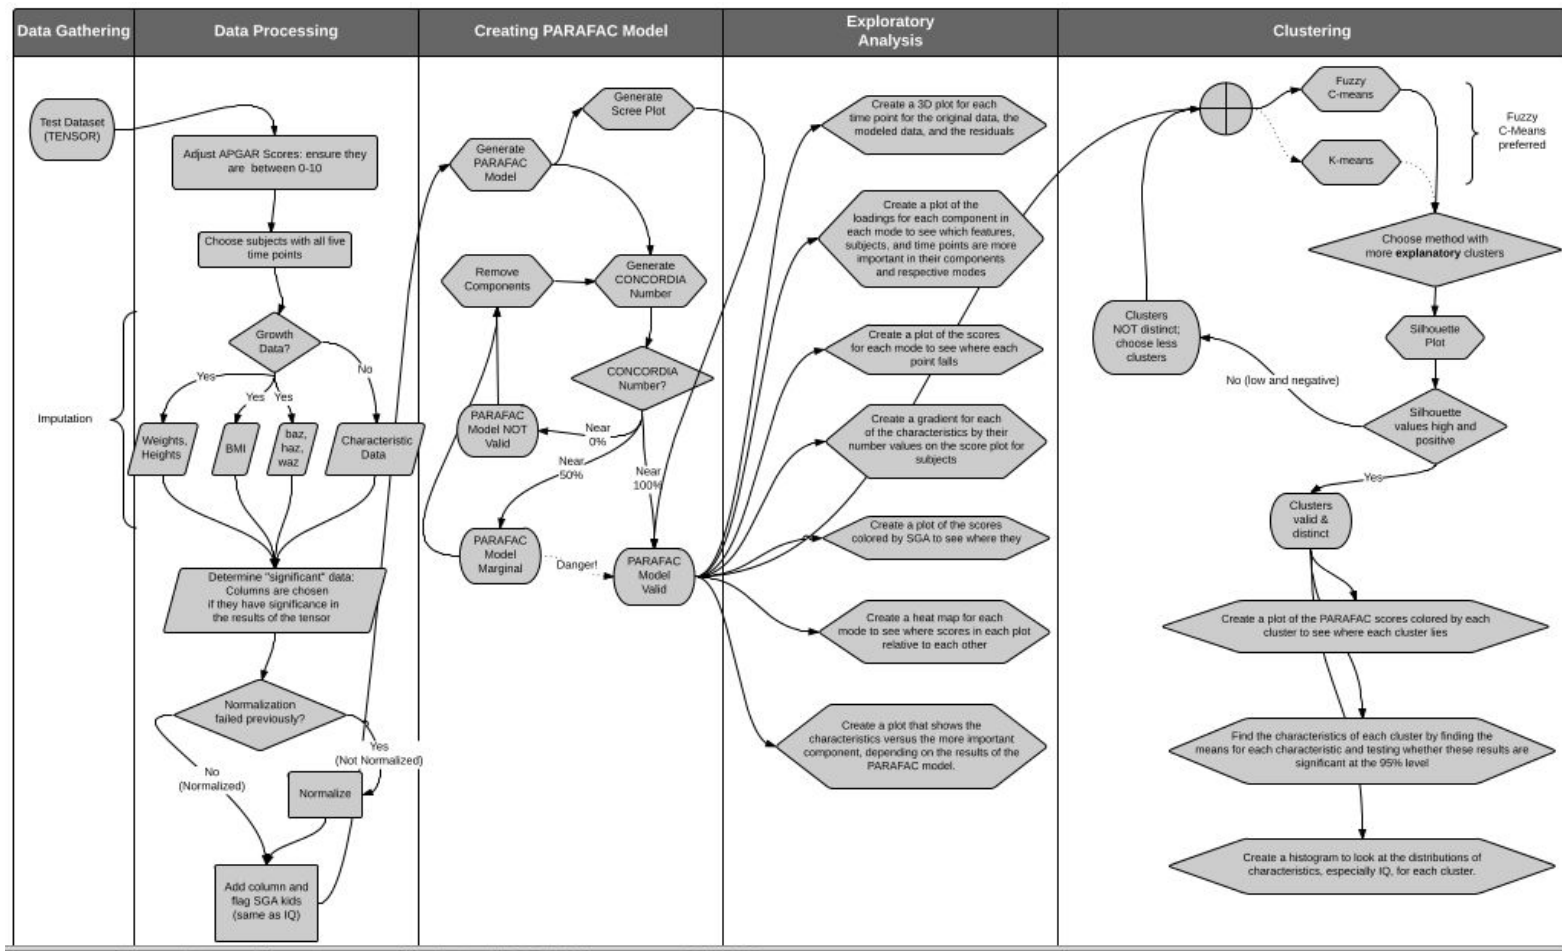 Data Gathering
Data Processing
Creating PARAFAC Model
Exploratory
Analysis
Clustering
Test Dataset
(TENSOR)
Adjust APGAR Scores: ensure they
are between 0-10
Choose subjects with all five
time points
Imputation
Growth
Data?
Yes
Yes
Yes
No
Weights,
Heights
BMI
baz,
haz,
waz
Characteristic
Data
Determine "significant" data:
Columns are chosen
if they have significance in
the results of the tensor
Normalization
failed previously?
Yes
(Not Normalized)
No
(Normalized)
Normalize
Add column and
flag SGA kids
(same as IQ)
Generate
Scree Plot
Generate
PARAFAC
Model
Remove
Components
Generate
CONCORDIA
Number
CONCORDIA
Number?
PARAFAC
Model NOT
Valid
Near
0%
Near
50%
Near
100%
PARAFAC
Model
Marginal
Danger!
PARAFAC
Model
Valid
Create a 3D plot for each
time point for the original data, the
modeled data, and the residuals
Create a plot of the
loadings for each component in
each mode to see which features,
subjects, and time points are more
important in their components
and respective modes
Create a plot of the scores
for each mode to see where each
point falls
Create a gradient for each
of the characteristics by their
number values on the score plot for
subjects
Create a plot of the scores
colored by SGA to see where they
Create a heat map for each
mode to see where scores in each plot
relative to each other
Create a plot that shows the
characteristics versus the more important
component, depending on the results of the
PARAFAC model.
Fuzzy
C-means
K-means
Fuzzy
C-Means
preferred
Choose method with
more explanatory clusters
Silhouette
Plot
Clusters
NOT distinct;
choose less
clusters
No (low and negative)
Silhouette
values high and
positive
Yes
Clusters
valid &
distinct
Create a plot of the PARAFAC scores colored by each
cluster to see where each cluster lies
Find the characteristics of each cluster by finding the
means for each characteristic and testing whether these results are
significant at the 95% level
Create a histogram to look at the distributions of
characteristics, especially IQ, for each cluster.